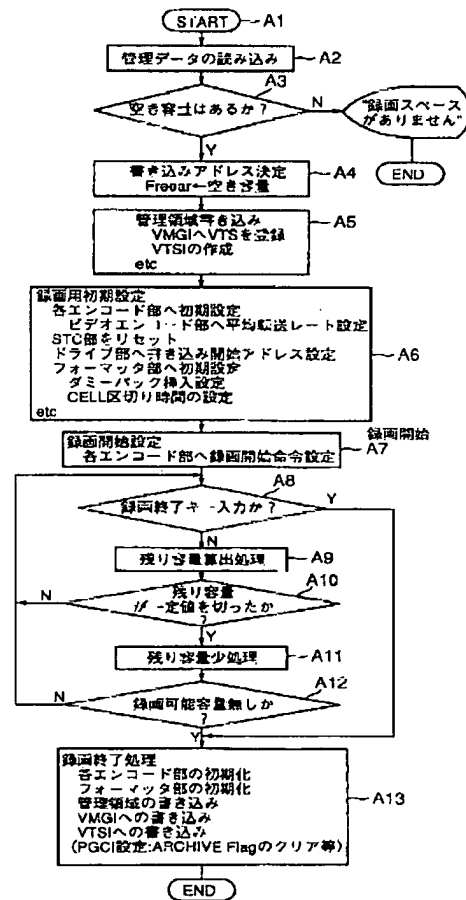 START A1
管理データの読み込み A2
A3
空き容量はあるか? N
"録画スペース
がありません"
Y
END
書き込みアドレス決定
Freear←空き容量
A4
管理領域書き込み
VMGIへVTSを登録
VTSIの作成
etc
A5
録画用初期設定
各エンコード部へ初期設定
ビデオエンコード部へ平均転送レート設定
STC部をリセット
ドライブ部へ書き込み開始アドレス設定
フォーマッタ部へ初期設定
ダミーパック挿入設定
CELL区切り時間の設定
etc
A6
録画開始設定
各エンコード部へ録画開始命令設定
録画開始
A7
A8
録画終了キー入力か? Y
N
残り容量算出処理 A9
A10
残り容量
が一定値を切ったか
?
N
Y
残り容量少処理 A11
A12
録画可能容量無しか
?
N
Y
録画終了処理
各エンコード部の初期化
フォーマッタ部の初期化
管理領域の書き込み
VMGIへの書き込み
VTSIへの書き込み
(PGCI設定:ARCHIVE Flagのクリア等)
A13
END